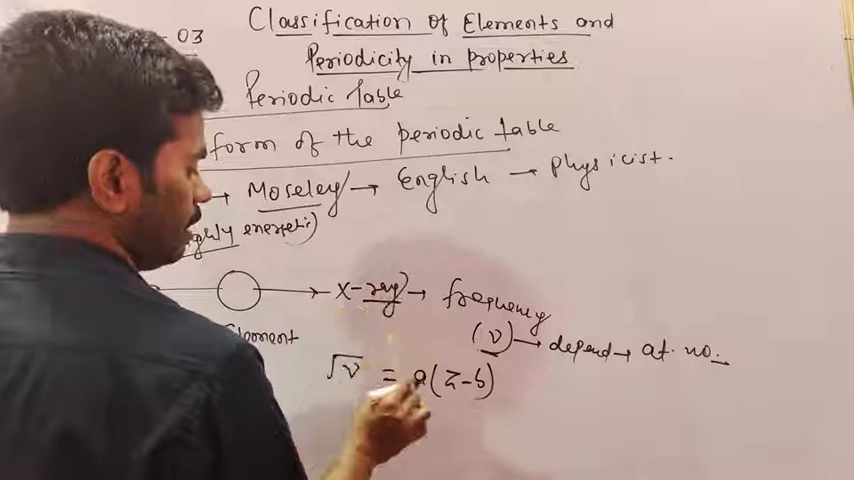 - 03 Classification of Elements and
Periodicity in properties
Periodic Table
form of the periodic table
→ Moseley → English → physicist.
energetic)
X-ray → frequency
Element
(ν) → depend → at. no.
√ν = a(Z-b)